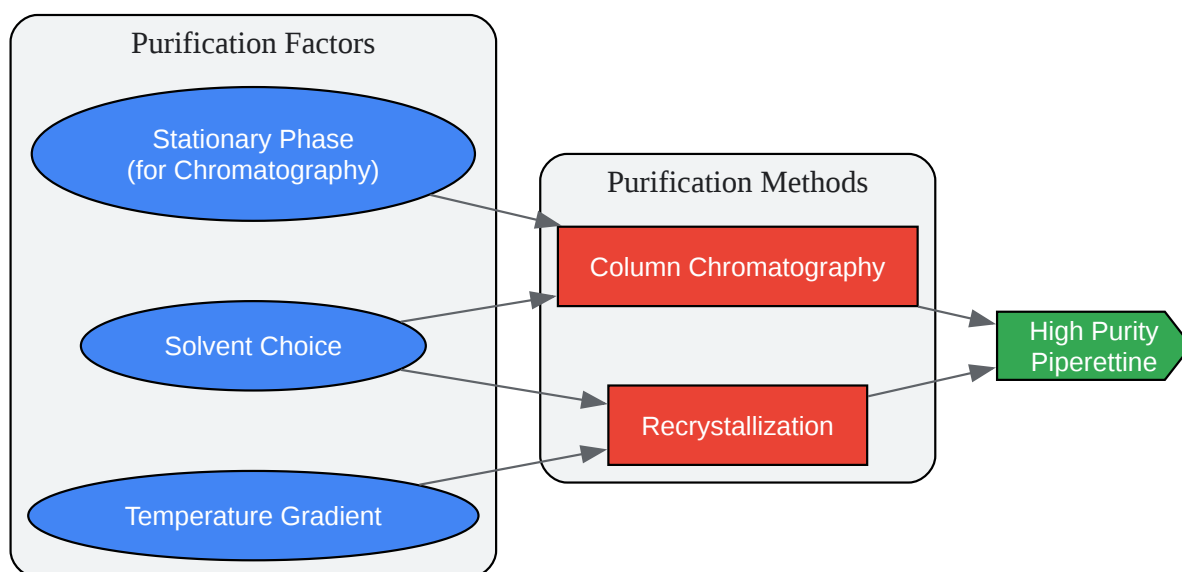 Purification Factors
Stationary Phase
(for Chromatography)
Solvent Choice
Temperature Gradient
Purification Methods
Column Chromatography
Recrystallization
High Purity
Piperettine